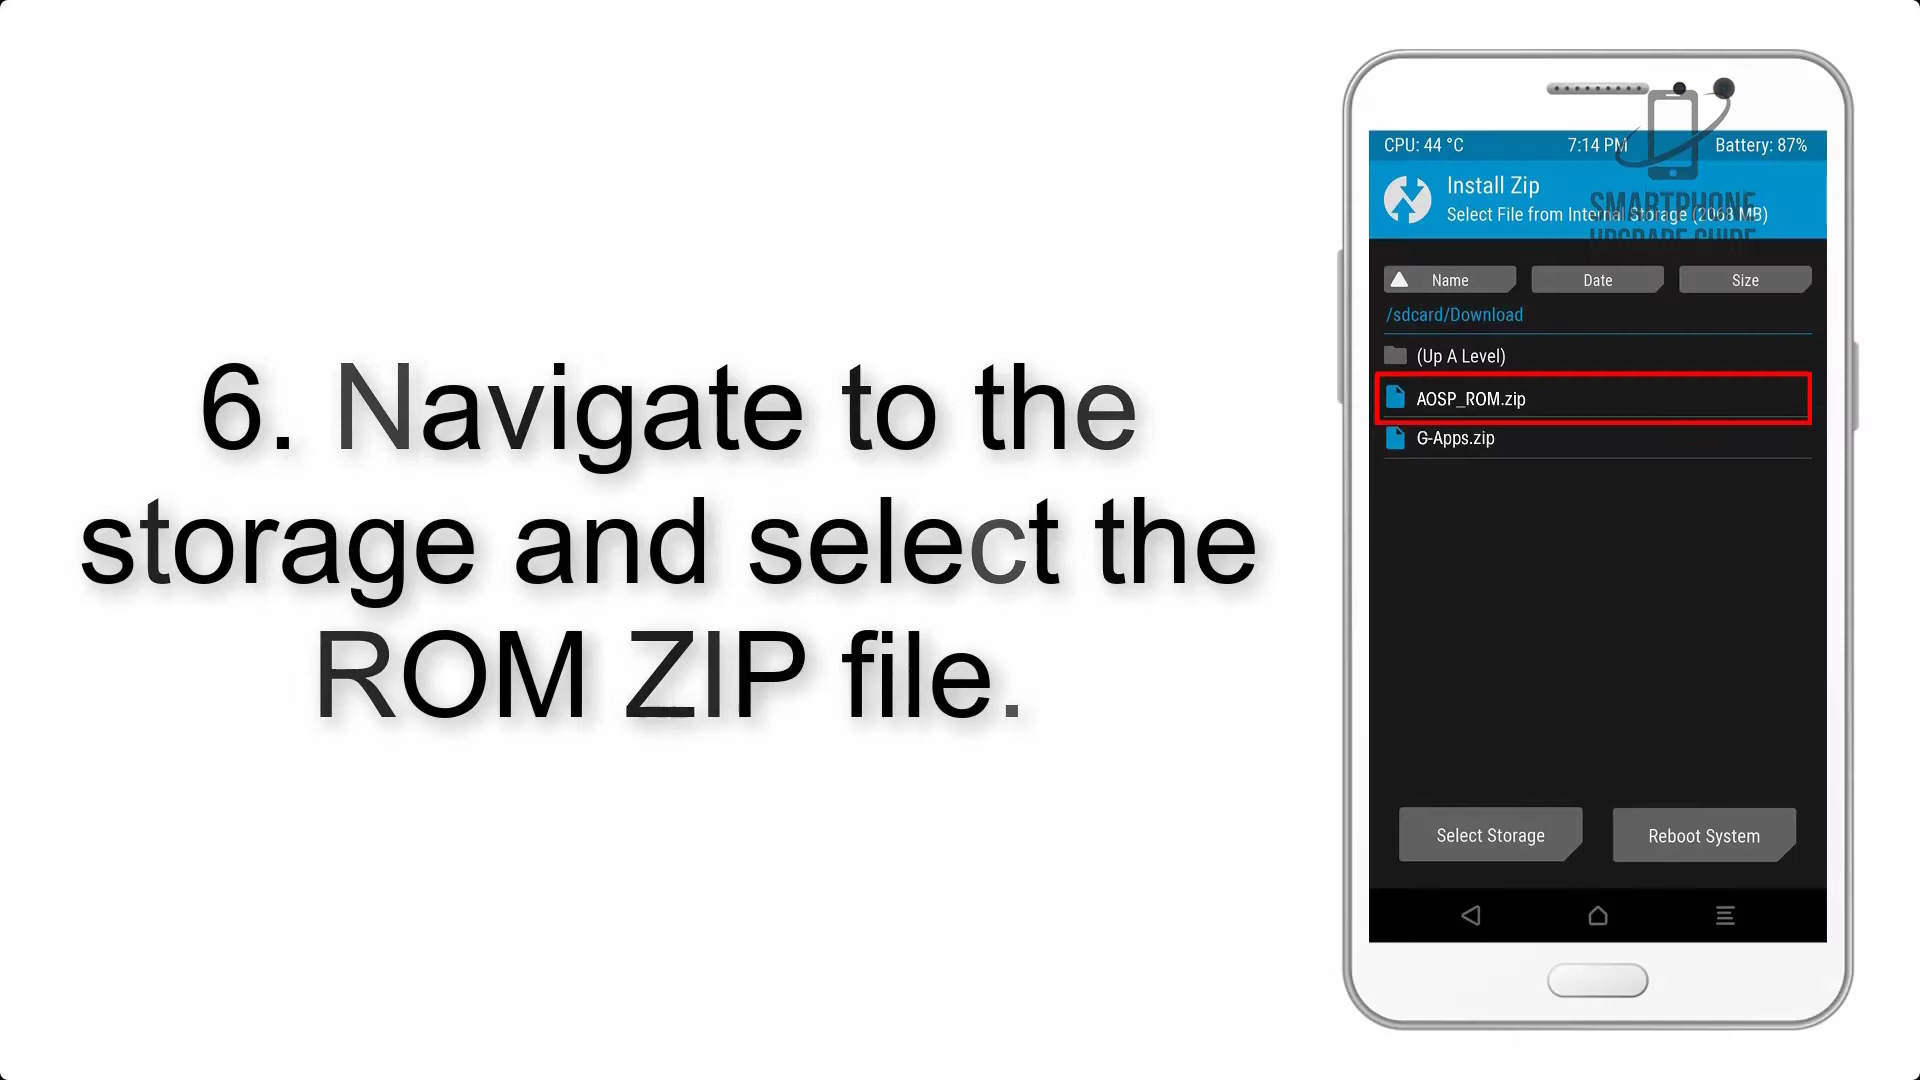 6. Navigate to the
storage and select the
ROM ZIP file.
CPU: 44 °C 7:14 PM Battery: 87%
Install Zip
Select File from Internal Storage (2068 MB)
SMARTPHONE
UPGRADE GUIDE
Name Date Size
/sdcard/Download
(Up A Level)
AOSP_ROM.zip
G-Apps.zip
Select Storage Reboot System